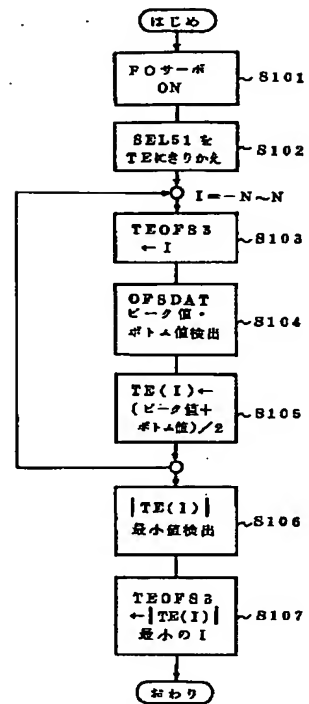 はじめ
FOサーボ
ON
S101
SEL51を
TEにきりかえ
S102
I=-N~N
TEOFS3
←I
S103
OFSDAT
ピーク値・
ボトム値検出
S104
TE(I)←
(ピーク値+
ボトム値)/2
S105
|TE(I)|
最小値検出
S106
TEOFS3
←|TE(I)|
最小のI
S107
おわり